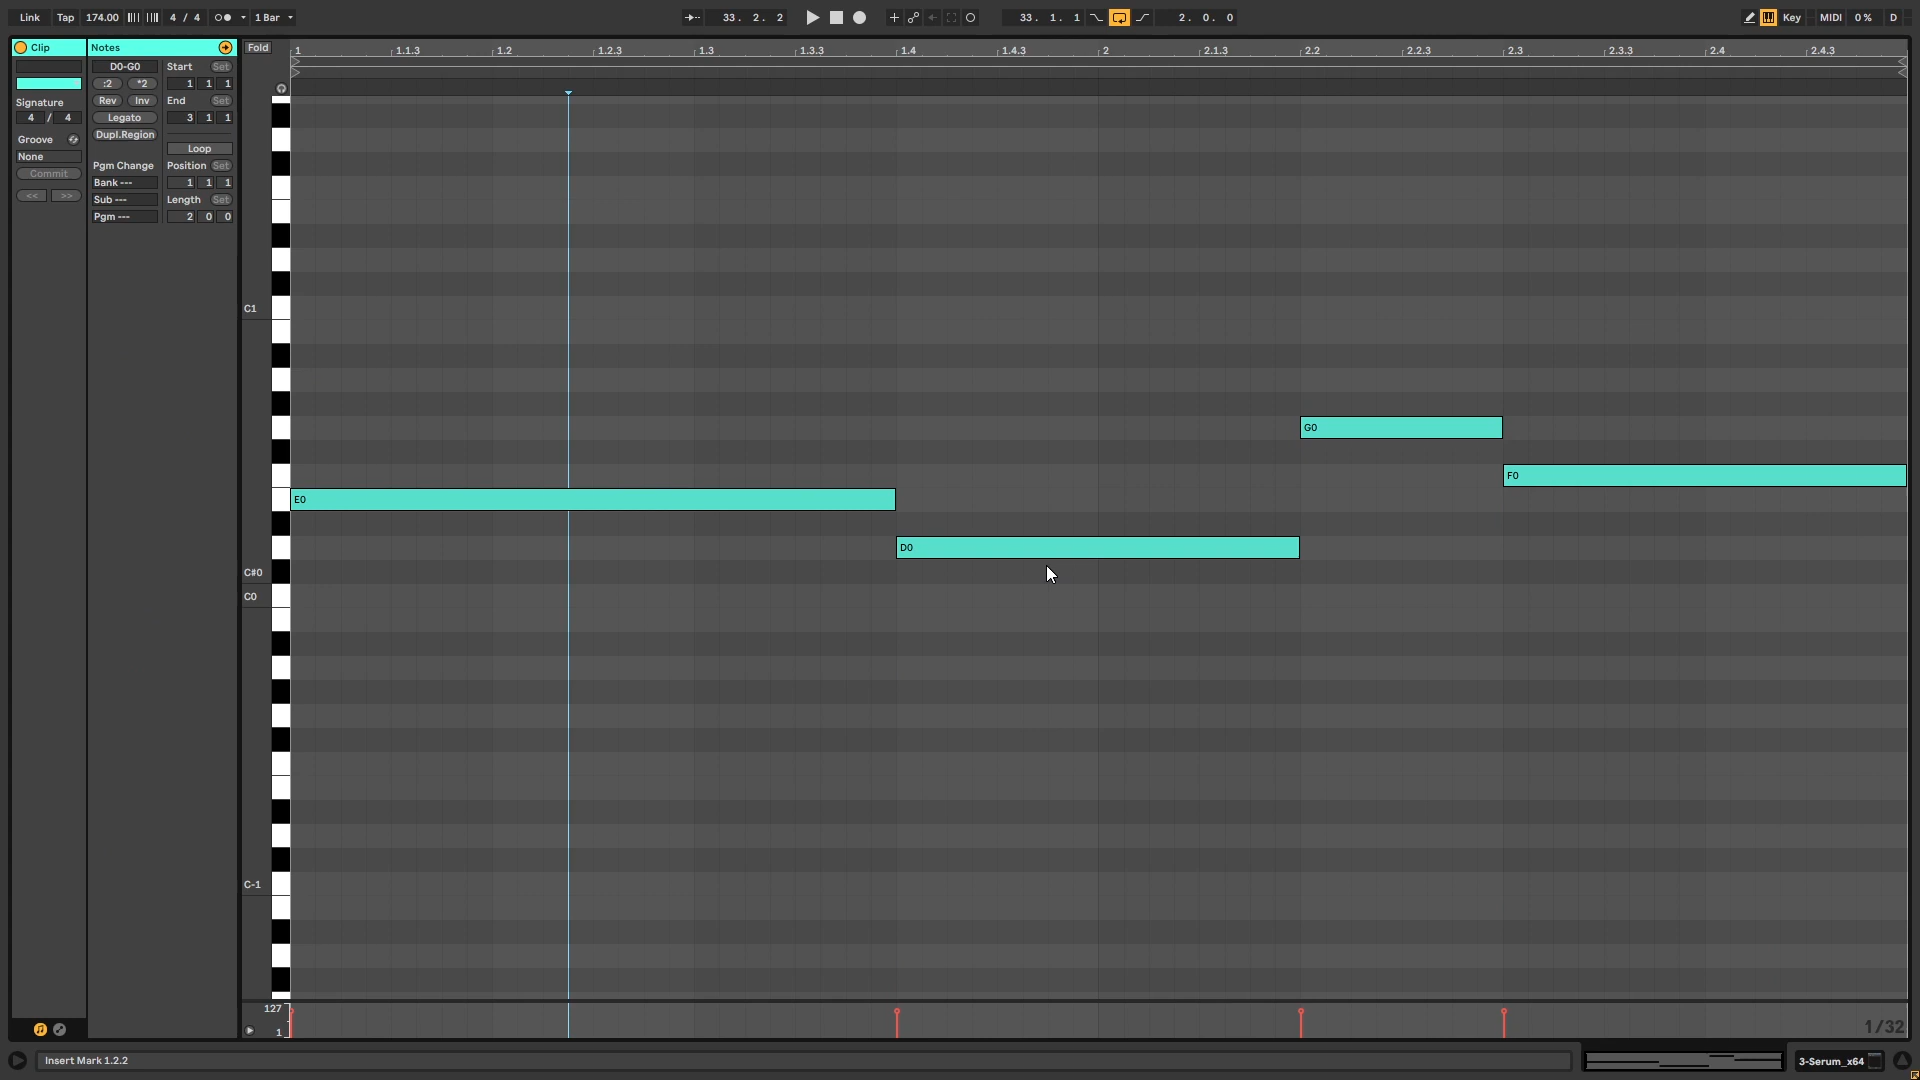 Link Tap 174.00 4 / 4 1 Bar 33. 2. 2 33. 1. 1 2. 0. 0 Key MIDI 0 % D
Clip
Signature
4 / 4
Groove
None
Commit
<< >>
Notes
D0-G0 Start Set
:2 *2 1 1 1
Rev Inv End Set
Legato 3 1 1
Dupl.Region
Loop
Pgm Change Position Set
Bank --- 1 1 1
Sub --- Length Set
Pgm --- 2 0 0
Fold 1 1.1.3 1.2 1.2.3 1.3 1.3.3 1.4 1.4.3 2 2.1.3 2.2 2.2.3 2.3 2.3.3 2.4 2.4.3
C1
G0
F0
E0
D0
C#0
C0
C-1
127
1
1/32
Insert Mark 1.2.2
3-Serum_x64